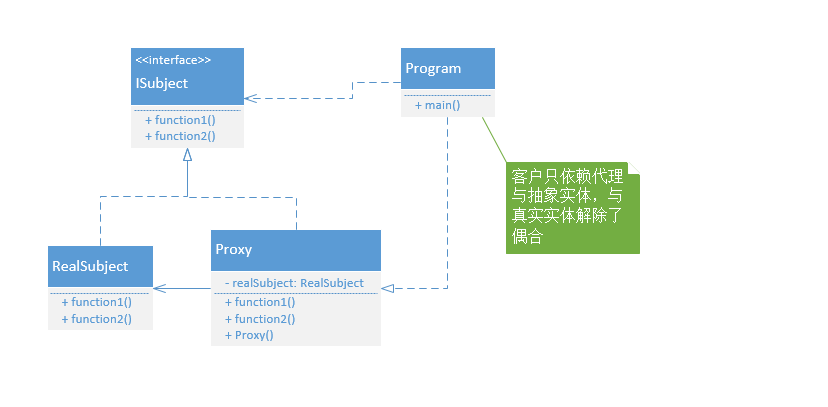 <<interface>>
ISubject
+ function1()
+ function2()
Program
+ main()
客户只依赖代理
与抽象实体，与
真实实体解除了
偶合
RealSubject
+ function1()
+ function2()
Proxy
- realSubject: RealSubject
+ function1()
+ function2()
+ Proxy()